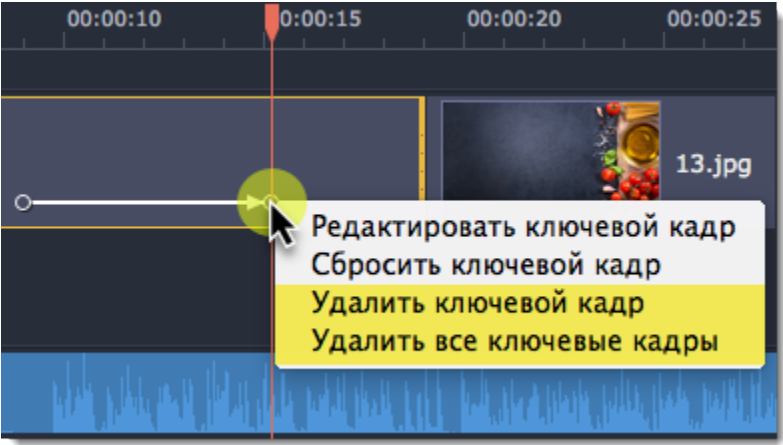 00:00:10 0:00:15 00:00:20 00:00:25
13.jpg
Редактировать ключевой кадр
Сбросить ключевой кадр
Удалить ключевой кадр
Удалить все ключевые кадры